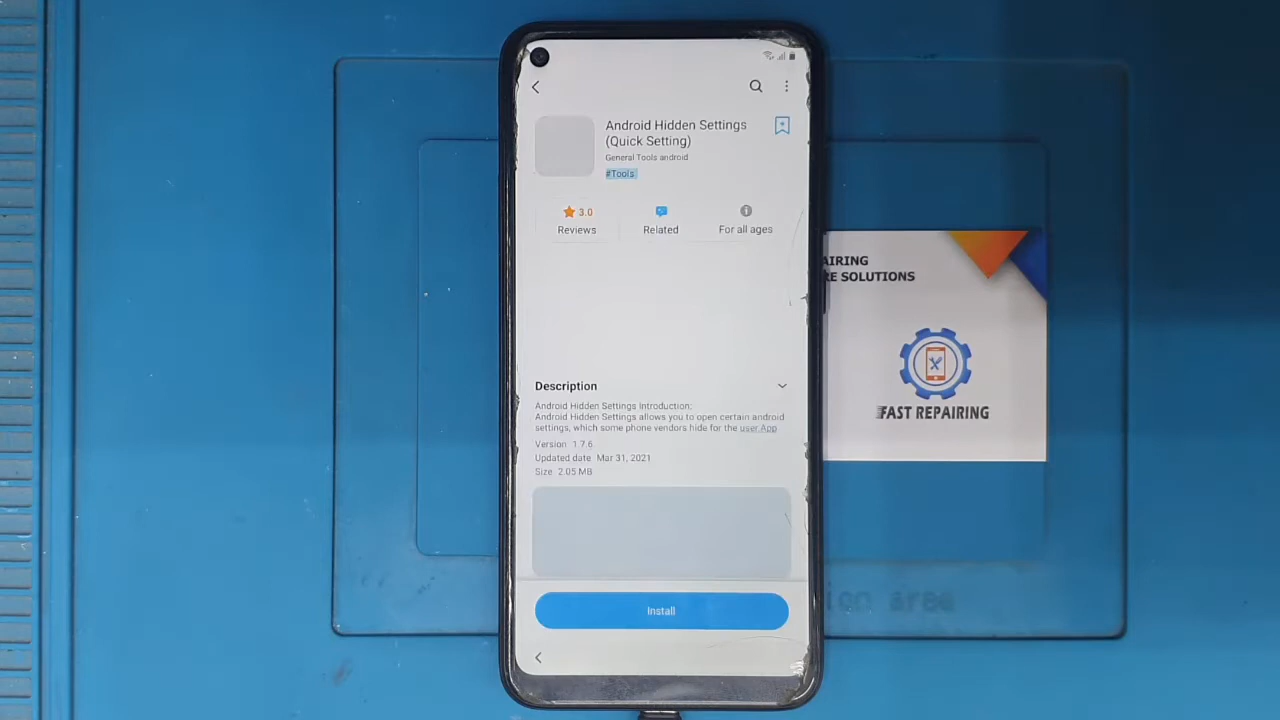 Android Hidden Settings
(Quick Setting)
General Tools android
#Tools
3.0
Reviews
Related
For all ages
Description
Android Hidden Settings Introduction:
Android Hidden Settings allows you to open certain android
settings, which some phone vendors hide for the user.App
Version 1.7.6
Updated date Mar 31, 2021
Size: 2.05 MB
Install
AIRING
RE SOLUTIONS
FAST REPAIRING
ion area